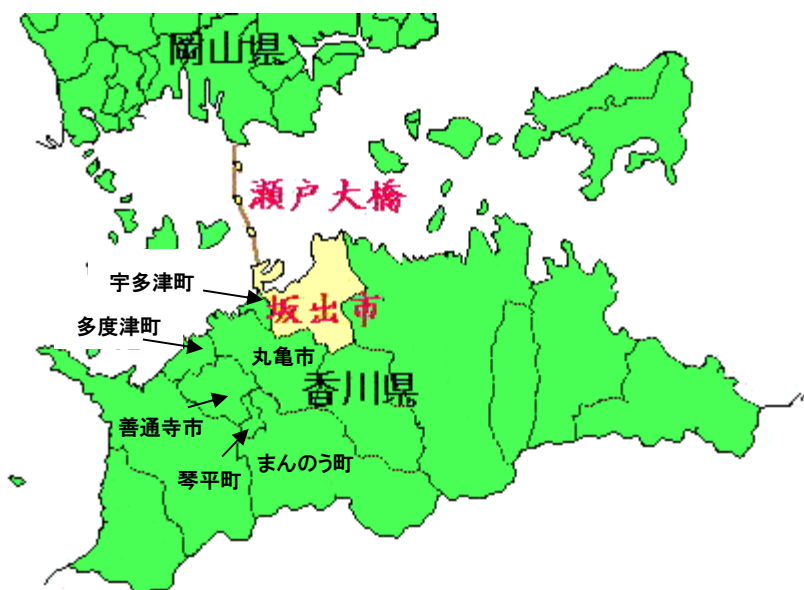 岡山県
瀬戸大橋
宇多津町
坂出市
多度津町
丸亀市
香川県
善通寺市
まんのう町
琴平町